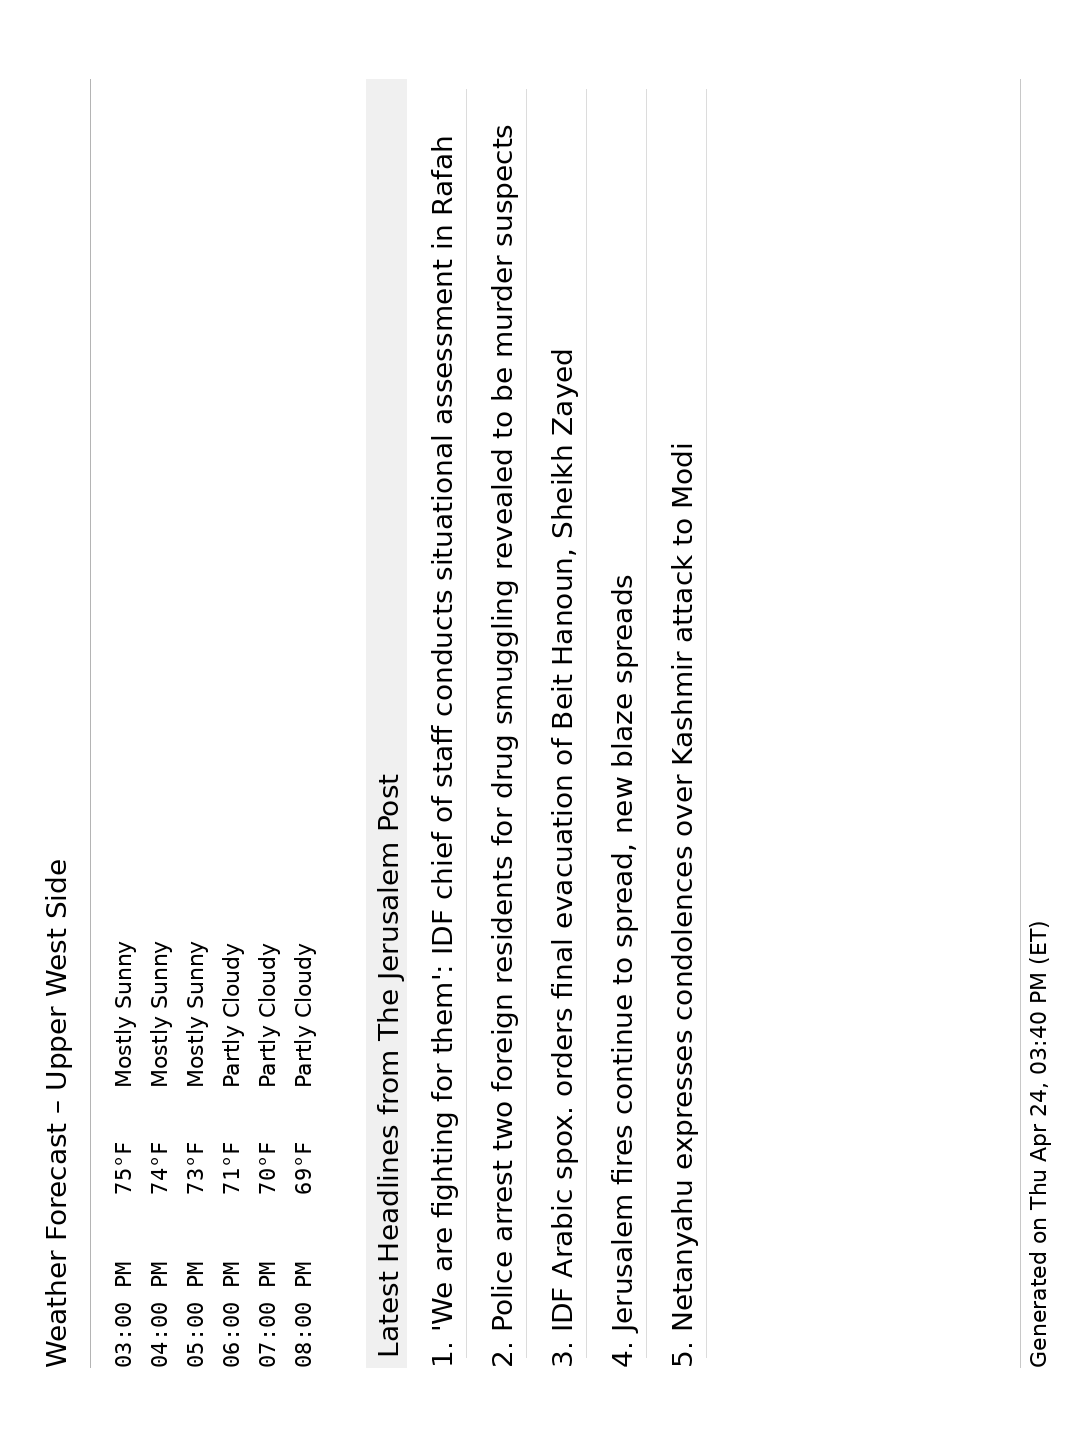 Weather Forecast – Upper West Side
03:00 PM 75°F Mostly Sunny
04:00 PM 74°F Mostly Sunny
05:00 PM 73°F Mostly Sunny
06:00 PM 71°F Partly Cloudy
07:00 PM 70°F Partly Cloudy
08:00 PM 69°F Partly Cloudy
Latest Headlines from The Jerusalem Post
1. 'We are fighting for them': IDF chief of staff conducts situational assessment in Rafah
2. Police arrest two foreign residents for drug smuggling revealed to be murder suspects
3. IDF Arabic spox. orders final evacuation of Beit Hanoun, Sheikh Zayed
4. Jerusalem fires continue to spread, new blaze spreads
5. Netanyahu expresses condolences over Kashmir attack to Modi
Generated on Thu Apr 24, 03:40 PM (ET)